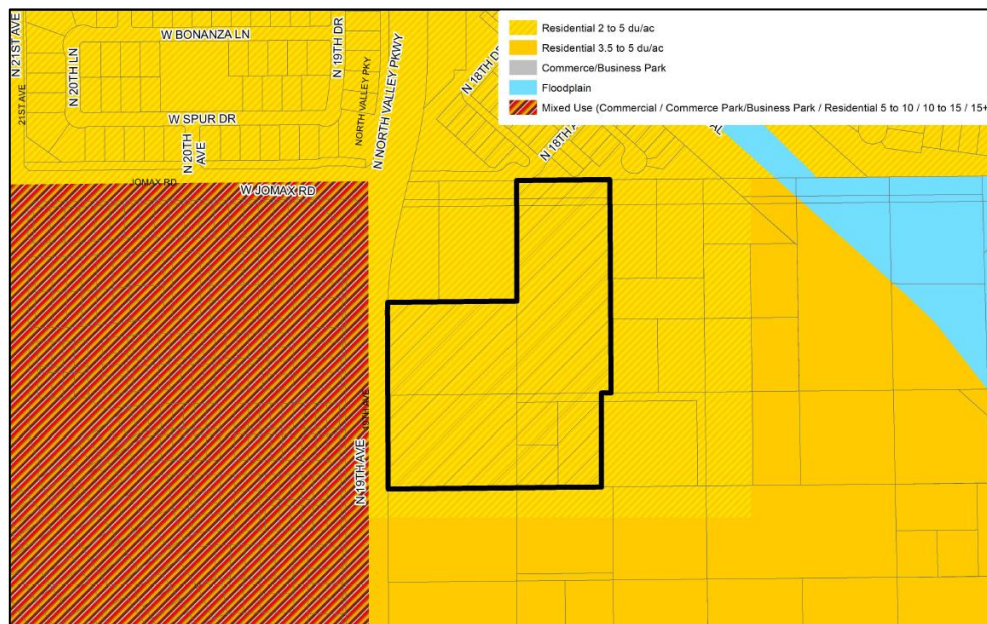 Residential 2 to 5 du/ac
Residential 3.5 to 5 du/ac
Commerce/Business Park
Floodplain
Mixed Use (Commercial / Commerce Park/Business Park / Residential 5 to 10 / 10 to 15 / 15+
N 21ST AVE
21ST AVE
N 20TH LN
W BONANZA LN
N 19TH DR
NORTH VALLEY PKY
N NORTH VALLEY PKWY
N 18TH DR
W SPUR DR
N 20TH
AVE
JOMAX RD
W JOMAX RD
N 19TH AVE